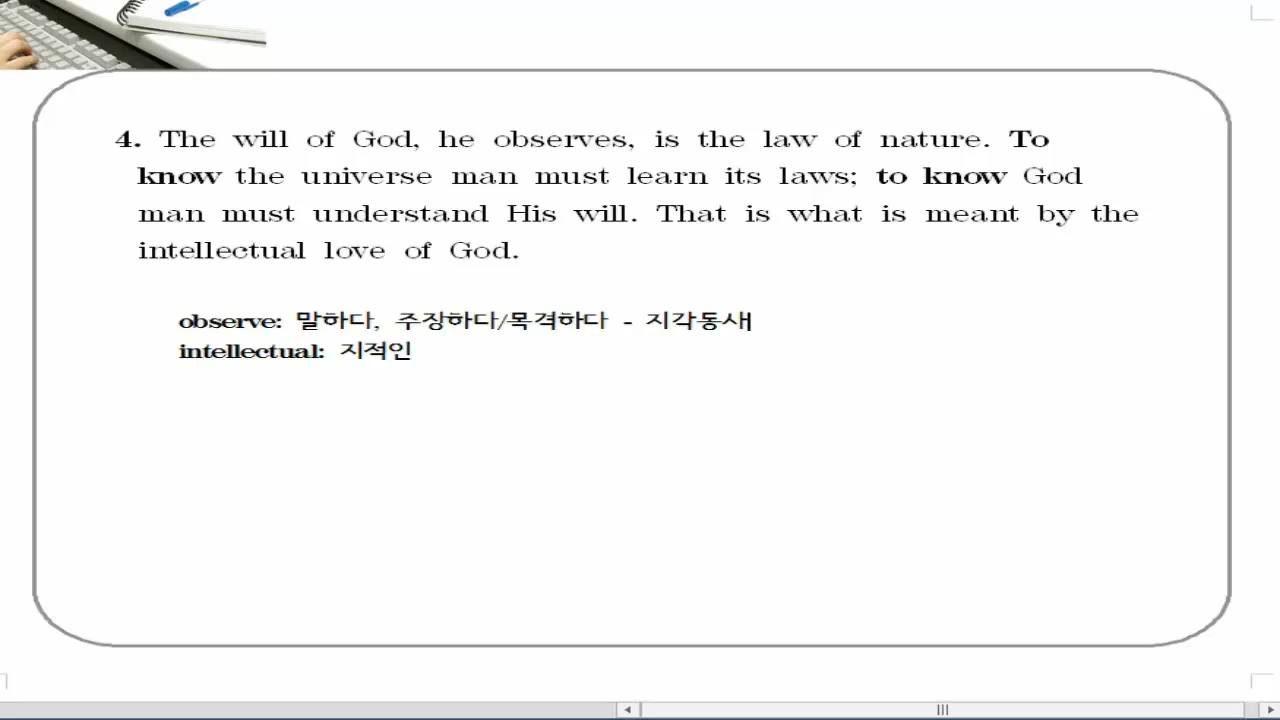 4. The will of God, he observes, is the law of nature. To
know the universe man must learn its laws; to know God
man must understand His will. That is what is meant by the
intellectual love of God.
observe: 말하다, 주장하다/목격하다 - 지각동새
intellectual: 지적인